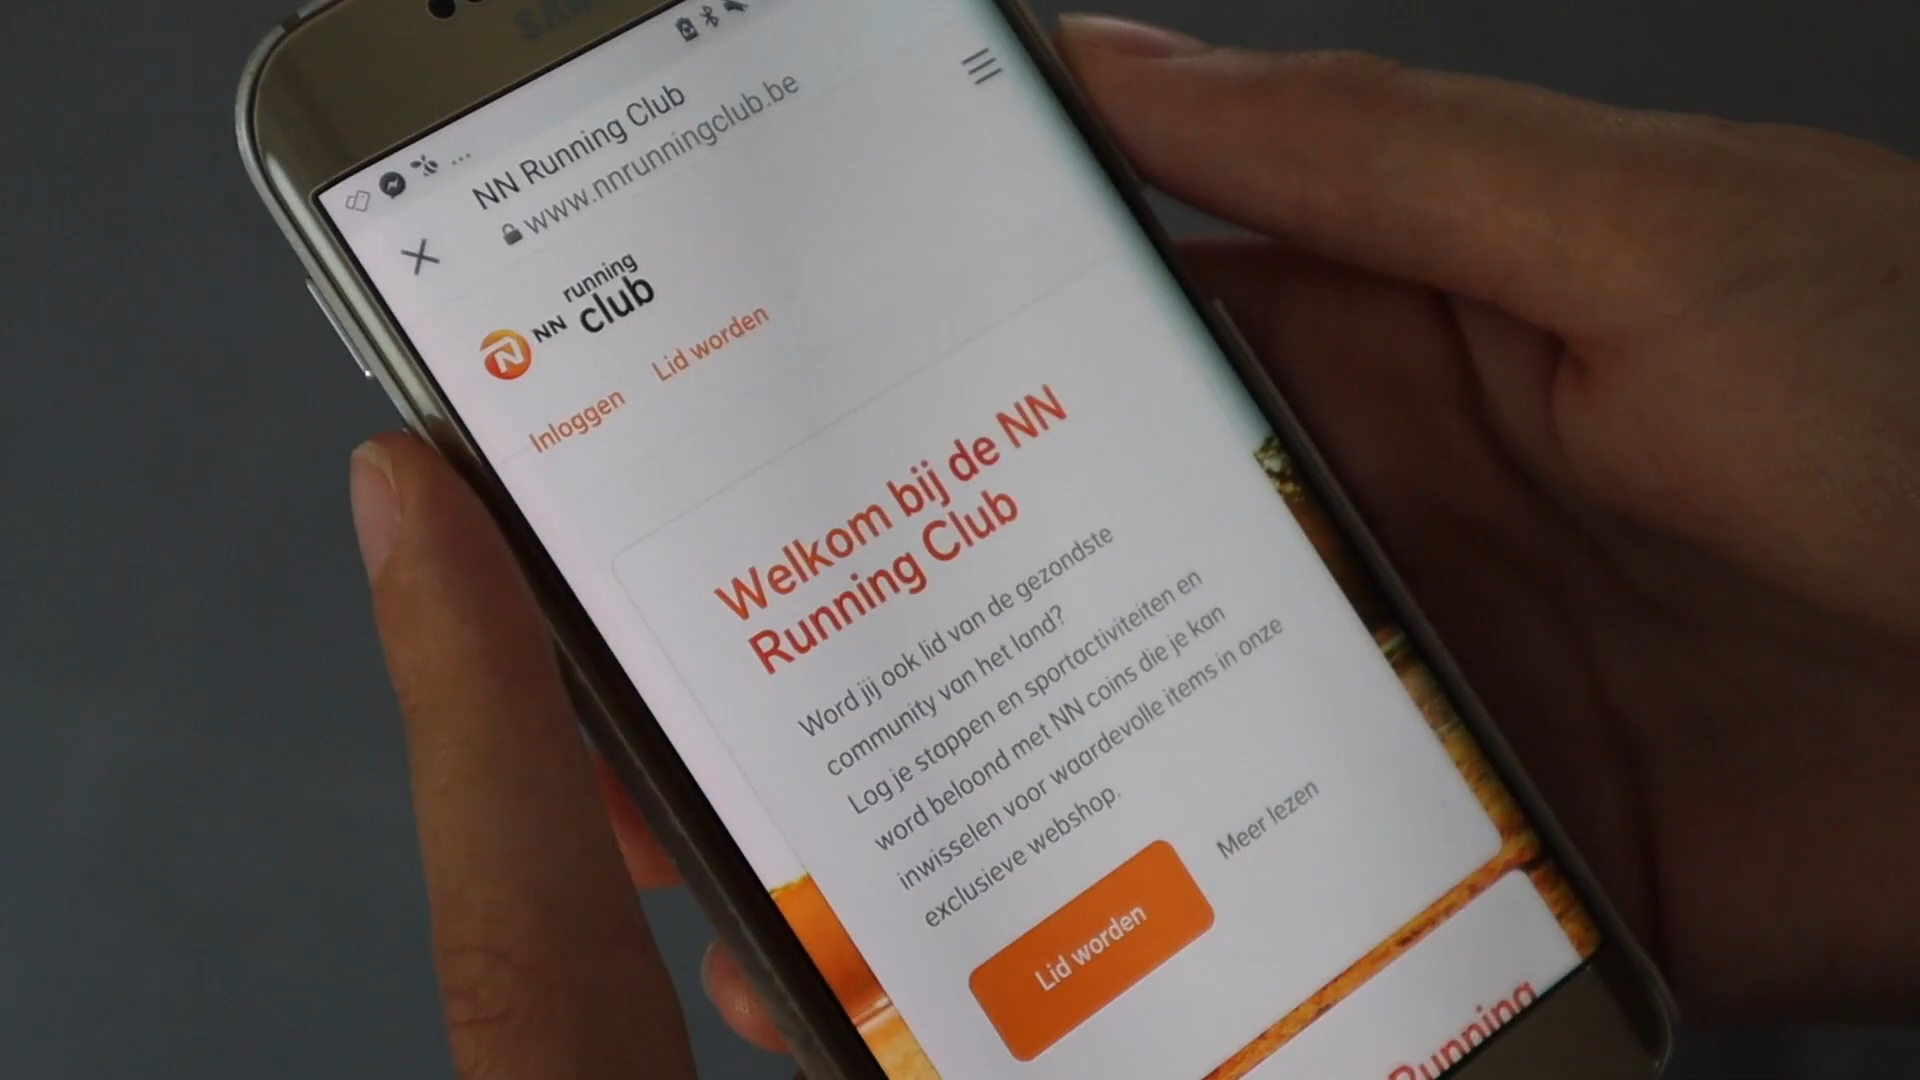 SAMSUNG
...
NN Running Club
www.nnrunningclub.be
NN running
club
Inloggen Lid worden
Welkom bij de NN
Running Club
Word jij ook lid van de gezondste
community van het land?
Log je stappen en sportactiviteiten en
word beloond met NN coins die je kan
inwisselen voor waardevolle items in onze
exclusieve webshop.
Lid worden Meer lezen
Running